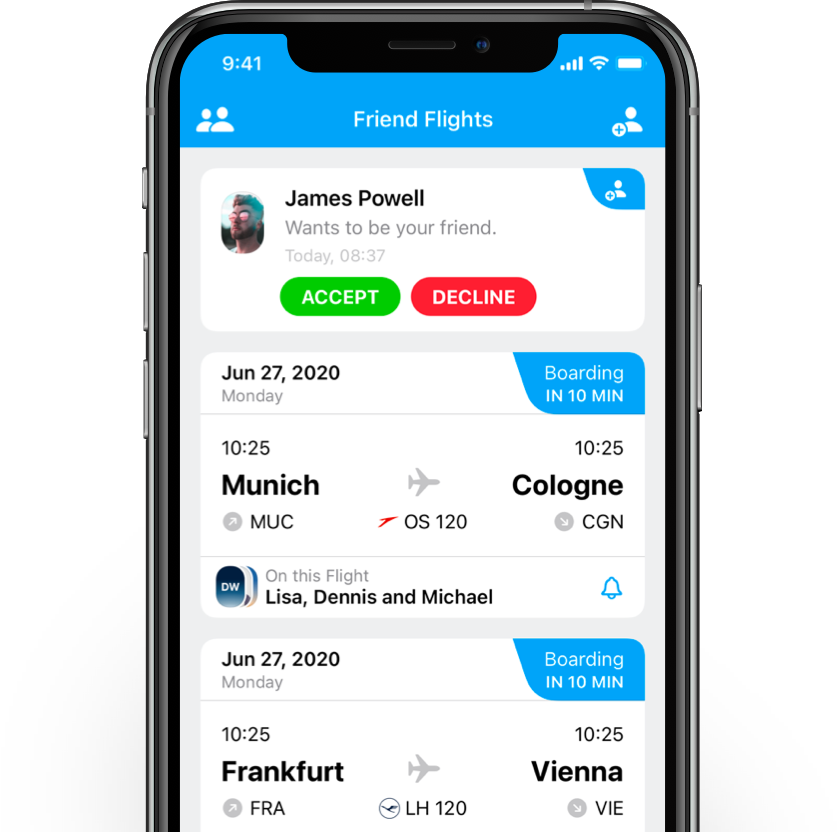 9:41
Friend Flights
James Powell
Wants to be your friend.
Today, 08:37
ACCEPT DECLINE
Jun 27, 2020 Boarding
Monday IN 10 MIN
10:25 10:25
Munich Cologne
MUC OS 120 CGN
DW On this Flight
Lisa, Dennis and Michael
Jun 27, 2020 Boarding
Monday IN 10 MIN
10:25 10:25
Frankfurt Vienna
FRA LH 120 VIE